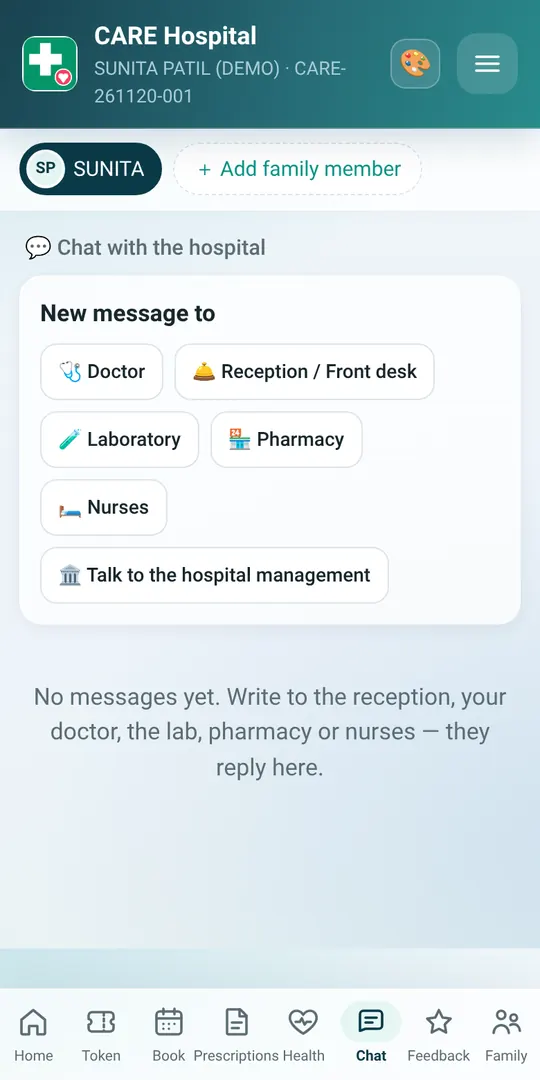 CARE Hospital
SUNITA PATIL (DEMO) · CARE-
261120-001
SP SUNITA
+ Add family member
💬 Chat with the hospital
New message to
🩺 Doctor
🛎️ Reception / Front desk
🧪 Laboratory
🏪 Pharmacy
🛏️ Nurses
🏛️ Talk to the hospital management
No messages yet. Write to the reception, your
doctor, the lab, pharmacy or nurses — they
reply here.
Home
Token
Book
Prescriptions
Health
Chat
Feedback
Family